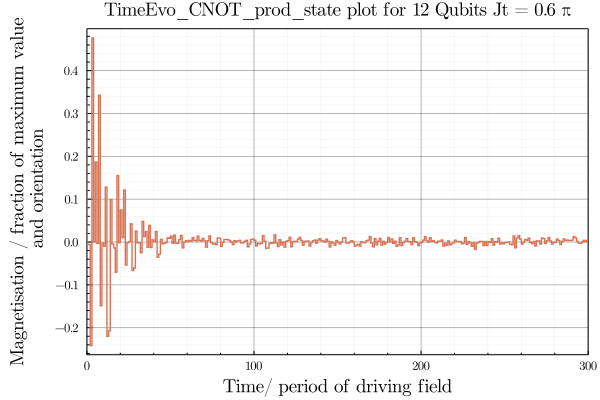 TimeEvo_CNOT_prod_state plot for 12 Qubits Jt = 0.6 π
Magnetisation / fraction of maximum value
and orientation
0.4
0.3
0.2
0.1
0.0
−0.1
−0.2
0
100
200
300
Time/ period of driving field